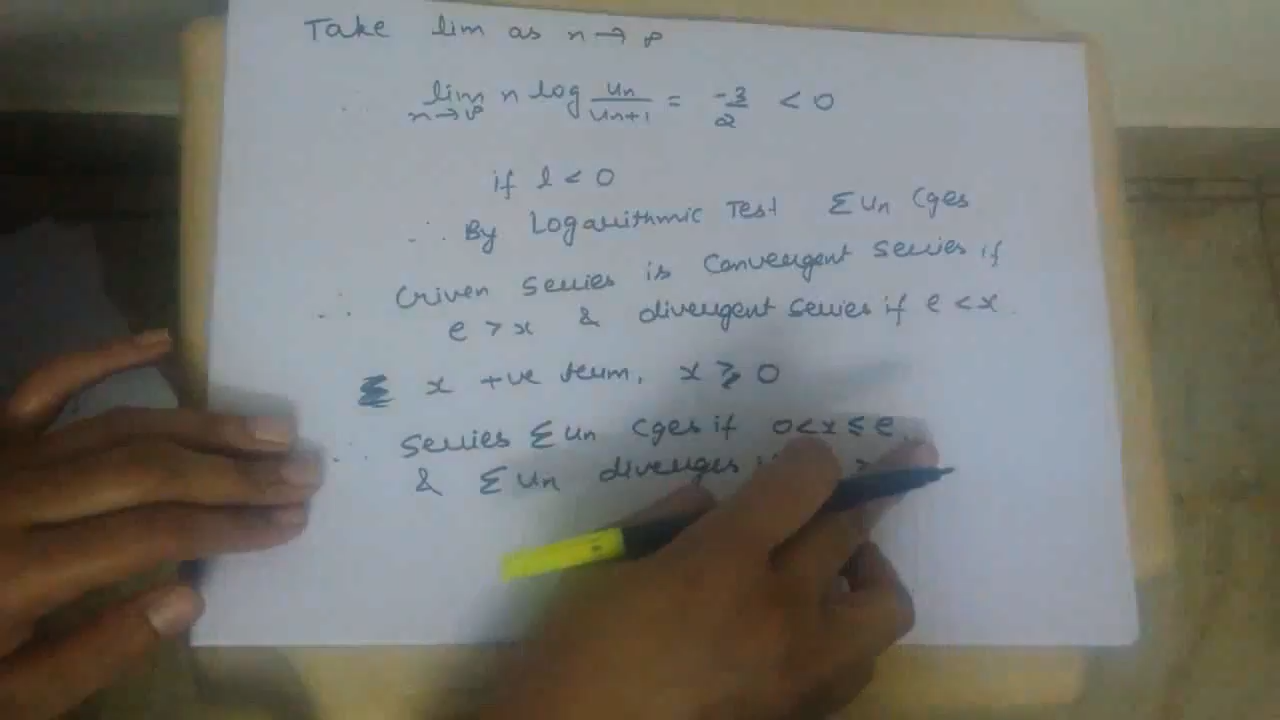 Take lim as n → ∞
∴ lim n→∞ n log un/un+1 = -3/2 < 0
if l < 0
∴ By Logarithmic Test Σun Cges
∴ Given series is convergent series if
e > x & divergent series if e < x.
x +ve term, x ≥ 0
∴ series Σun Cges if 0<x≤e
& Σun diverges